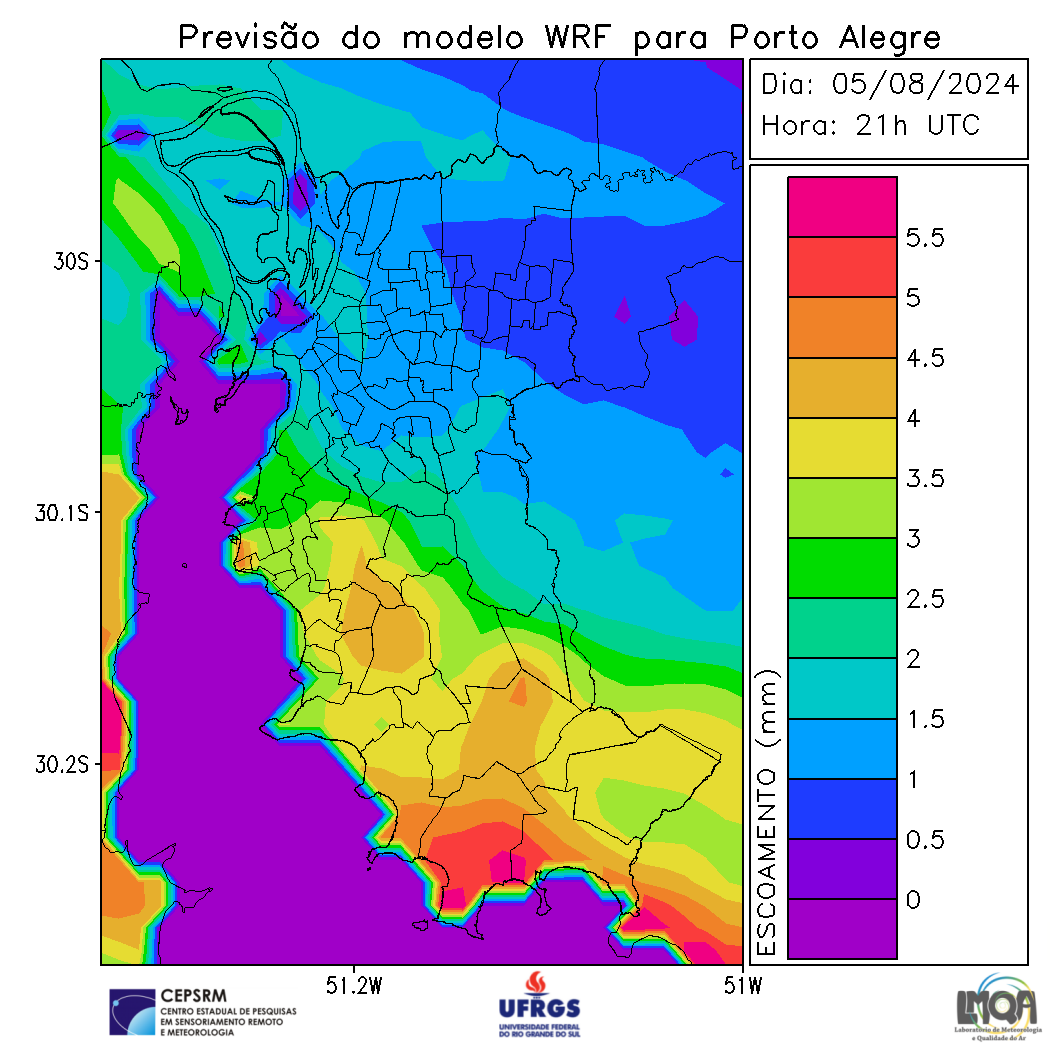 Previsão do modelo WRF para Porto Alegre
Dia: 05/08/2024
Hora: 21h UTC
30S
30.1S
30.2S
51.2W
51W
5.5
5
4.5
4
3.5
3
2.5
2
1.5
1
0.5
0
ESCOAMENTO (mm)
CEPSRM
CENTRO ESTADUAL DE PESQUISAS
EM SENSORIAMENTO REMOTO
E METEOROLOGIA
UFRGS
UNIVERSIDADE FEDERAL
DO RIO GRANDE DO SUL
LMQA
Laboratório de Meteorologia
e Qualidade do Ar